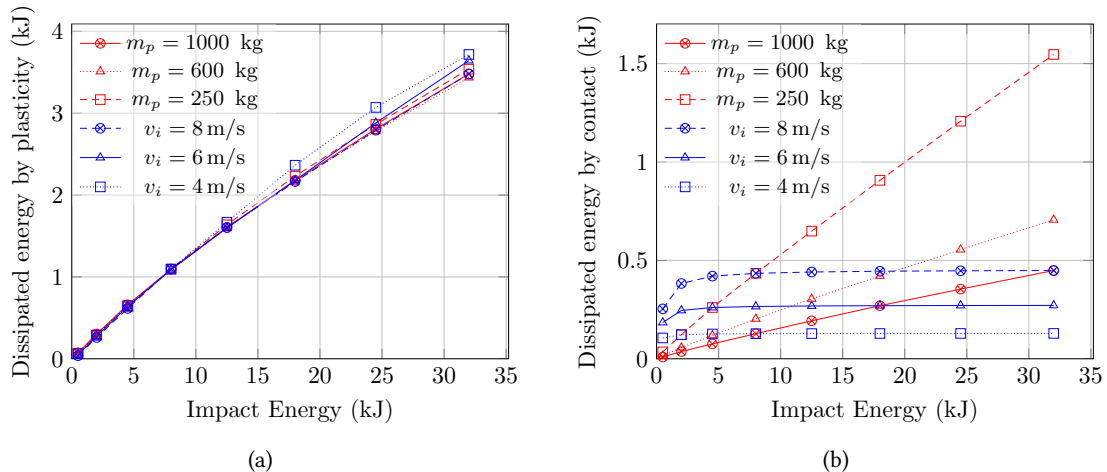 4
3
2
1
0
Dissipated energy by plasticity (kJ)
m_p = 1000 kg
m_p = 600 kg
m_p = 250 kg
v_i = 8 m/s
v_i = 6 m/s
v_i = 4 m/s
0 5 10 15 20 25 30 35
Impact Energy (kJ)
(a)
1.5
1
0.5
0
Dissipated energy by contact (kJ)
m_p = 1000 kg
m_p = 600 kg
m_p = 250 kg
v_i = 8 m/s
v_i = 6 m/s
v_i = 4 m/s
0 5 10 15 20 25 30 35
Impact Energy (kJ)
(b)